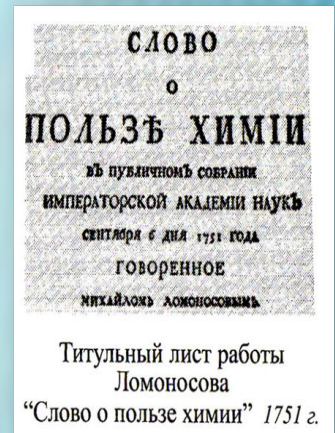 СЛОВО
О
ПОЛЬЗѢ ХИМІИ
въ публичномъ собраніи
ИМПЕРАТОРСКОЙ АКАДЕМІИ НАУКЪ
сентября 6 дня 1751 года
ГОВОРЕННОЕ
МИХАЙЛОМЪ ЛОМОНОСОВЫМЪ
Титульный лист работы
Ломоносова
“Слово о пользе химии” 1751 г.